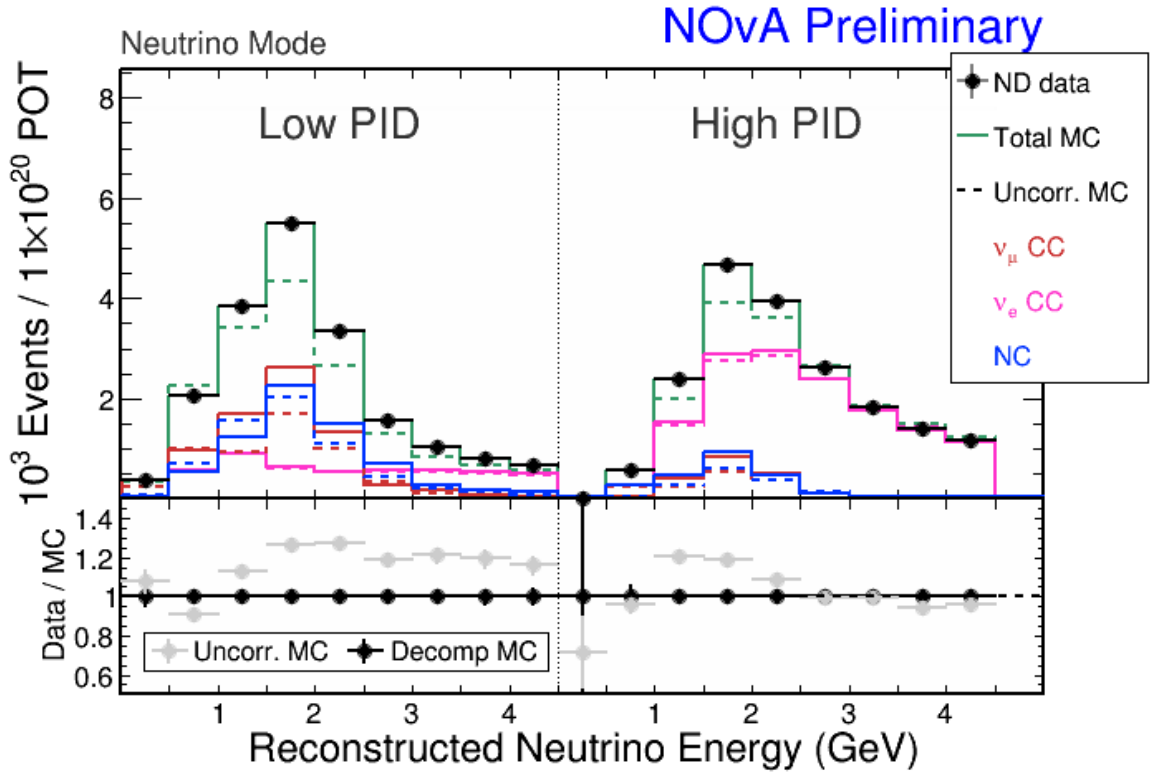 Neutrino Mode
NOvA Preliminary
Low PID
High PID
ND data
Total MC
Uncorr. MC
νμ CC
νe CC
NC
10³ Events / 11×10²⁰ POT
8
6
4
2
Data / MC
1.4
1.2
1
0.8
0.6
Uncorr. MC
Decomp MC
1 2 3 4 1 2 3 4
Reconstructed Neutrino Energy (GeV)